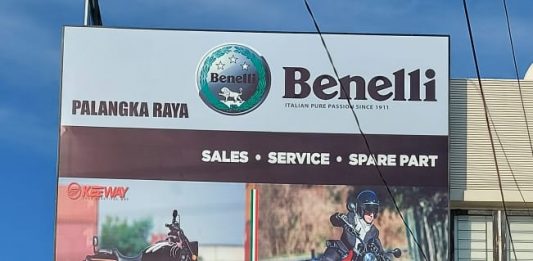 Benelli
Benelli
ITALIAN PURE PASSION SINCE 1911
PALANGKA RAYA
SALES • SERVICE • SPARE PART
KEEWAY